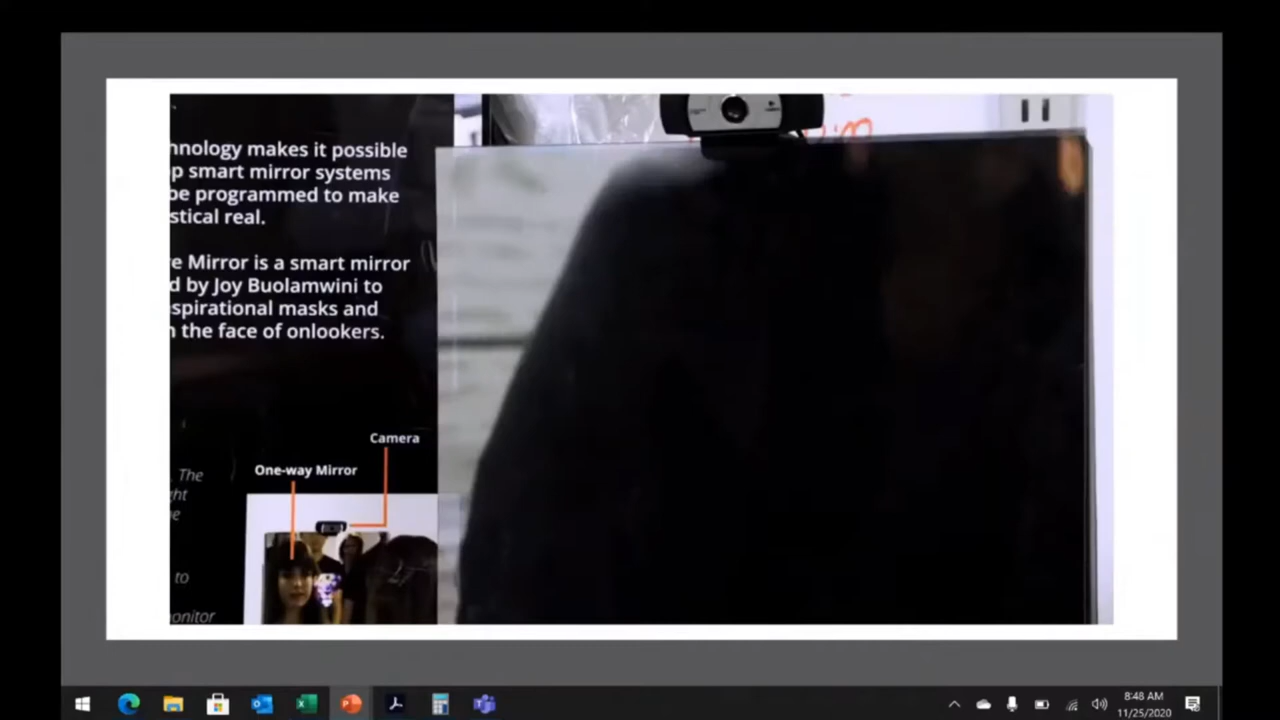 hnology makes it possible
p smart mirror systems
be programmed to make
stical real.
e Mirror is a smart mirror
d by Joy Buolamwini to
spirational masks and
n the face of onlookers.
Camera
One-way Mirror
. The
ght
e
to
onitor
8:48 AM
11/25/2020